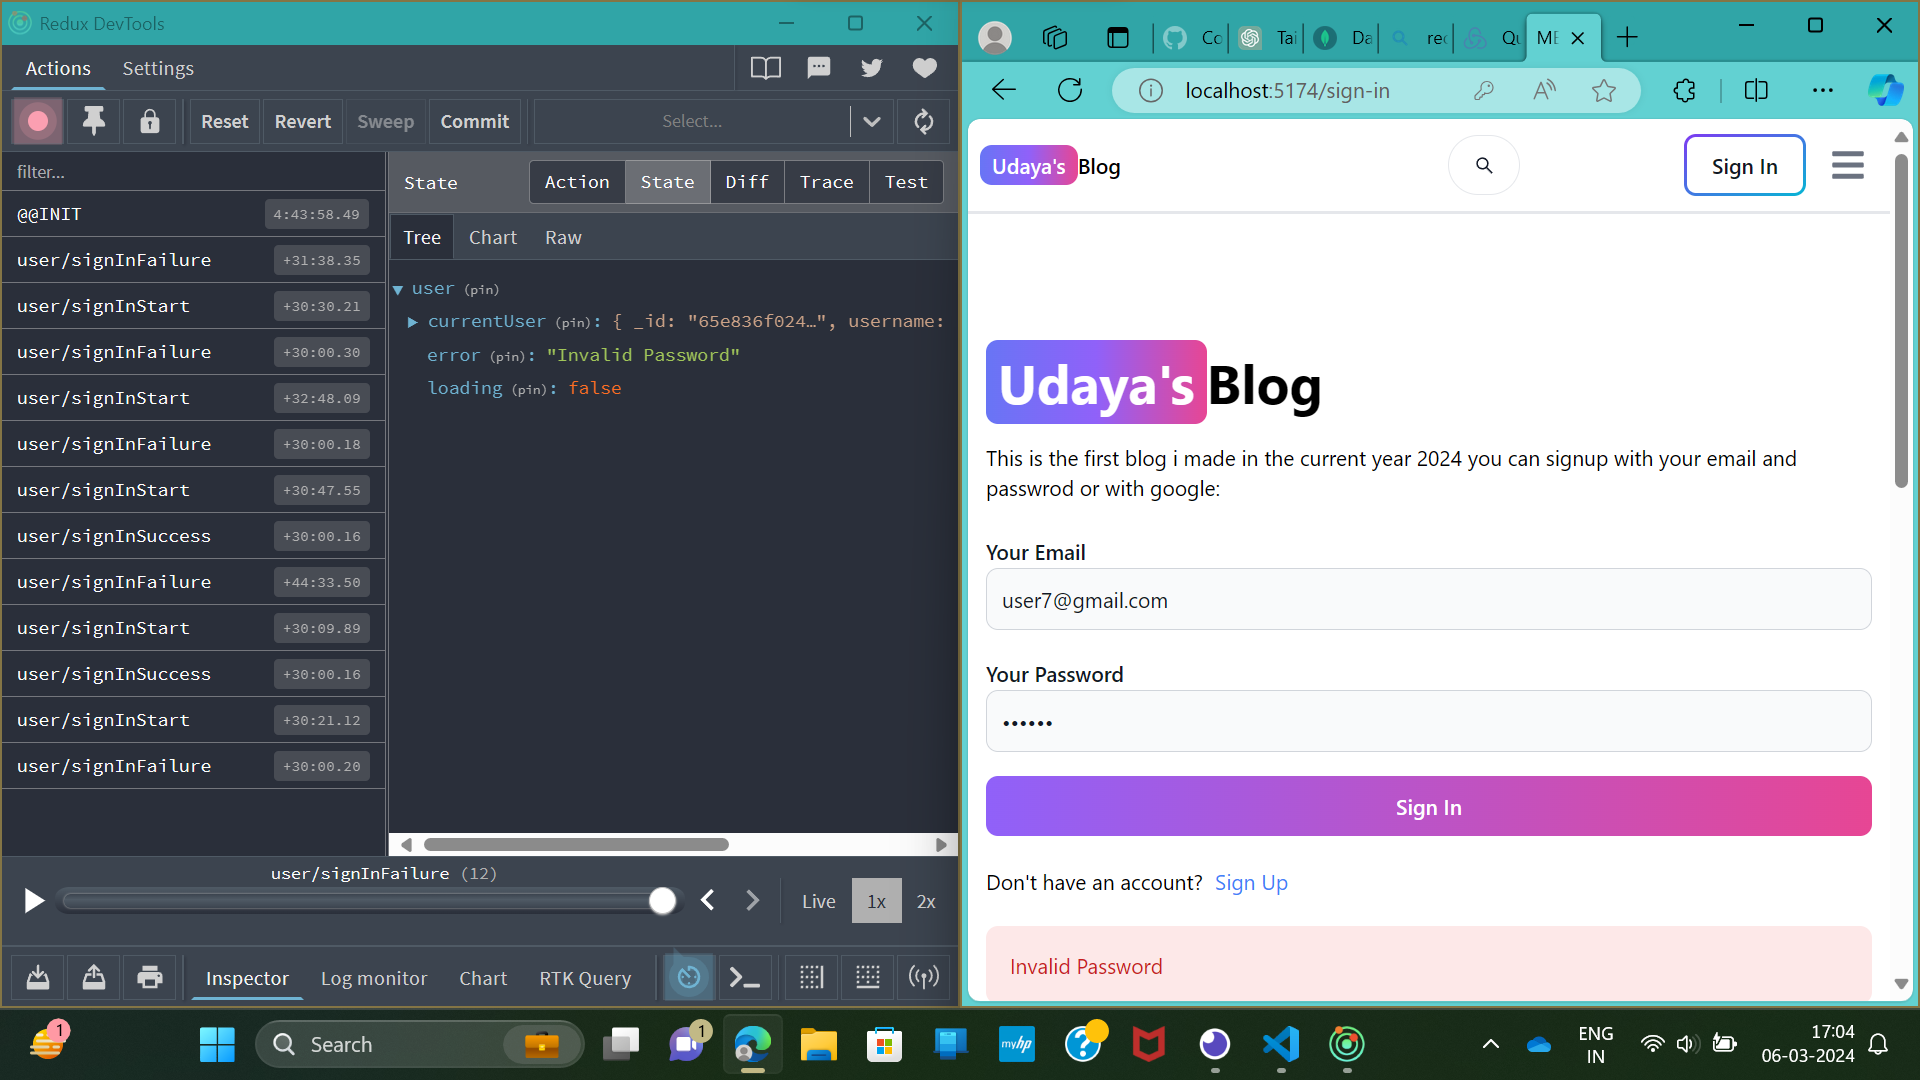 Redux DevTools
Actions Settings
Reset Revert Sweep Commit Select...
filter...
@@INIT 4:43:58.49
user/signInFailure +31:38.35
user/signInStart +30:30.21
user/signInFailure +30:00.30
user/signInStart +32:48.09
user/signInFailure +30:00.18
user/signInStart +30:47.55
user/signInSuccess +30:00.16
user/signInFailure +44:33.50
user/signInStart +30:09.89
user/signInSuccess +30:00.16
user/signInStart +30:21.12
user/signInFailure +30:00.20
State Action State Diff Trace Test
Tree Chart Raw
user (pin)
currentUser (pin): { _id: "65e836f024…", username:
error (pin): "Invalid Password"
loading (pin): false
user/signInFailure (12)
Live 1x 2x
Inspector Log monitor Chart RTK Query
Co Tai Da rec Qu ME
localhost:5174/sign-in
Udaya's Blog Sign In
Udaya's Blog
This is the first blog i made in the current year 2024 you can signup with your email and
passwrod or with google:
Your Email
user7@gmail.com
Your Password
••••••
Sign In
Don't have an account? Sign Up
Invalid Password
1 Search 1 myhp ENG 17:04
IN 06-03-2024